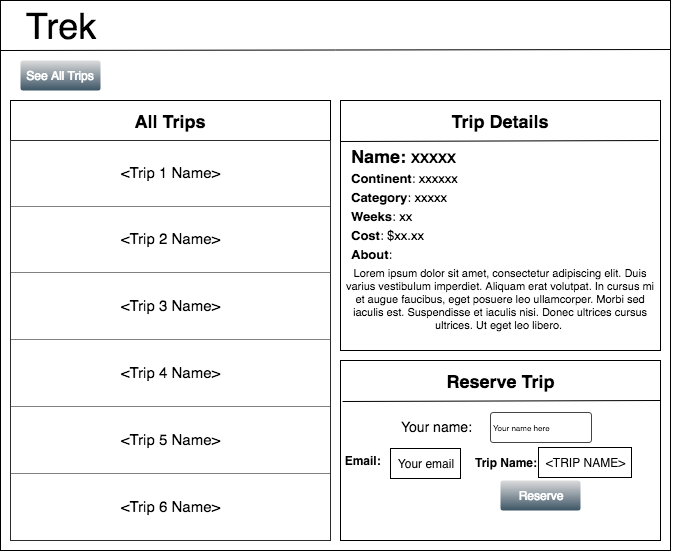 Trek
See All Trips
All Trips
<Trip 1 Name>
<Trip 2 Name>
<Trip 3 Name>
<Trip 4 Name>
<Trip 5 Name>
<Trip 6 Name>
Trip Details
Name: xxxxx
Continent: xxxxxx
Category: xxxxx
Weeks: xx
Cost: $xx.xx
About:
Lorem ipsum dolor sit amet, consectetur adipiscing elit. Duis
varius vestibulum imperdiet. Aliquam erat volutpat. In cursus mi
et augue faucibus, eget posuere leo ullamcorper. Morbi sed
iaculis est. Suspendisse et iaculis nisi. Donec ultrices cursus
ultrices. Ut eget leo libero.
Reserve Trip
Your name: Your name here
Email: Your email Trip Name: <TRIP NAME>
Reserve